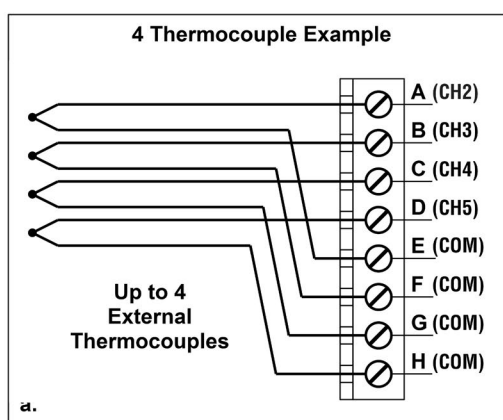 4 Thermocouple Example
A (CH2)
B (CH3)
C (CH4)
D (CH5)
E (COM)
F (COM)
G (COM)
H (COM)
Up to 4
External
Thermocouples
a.